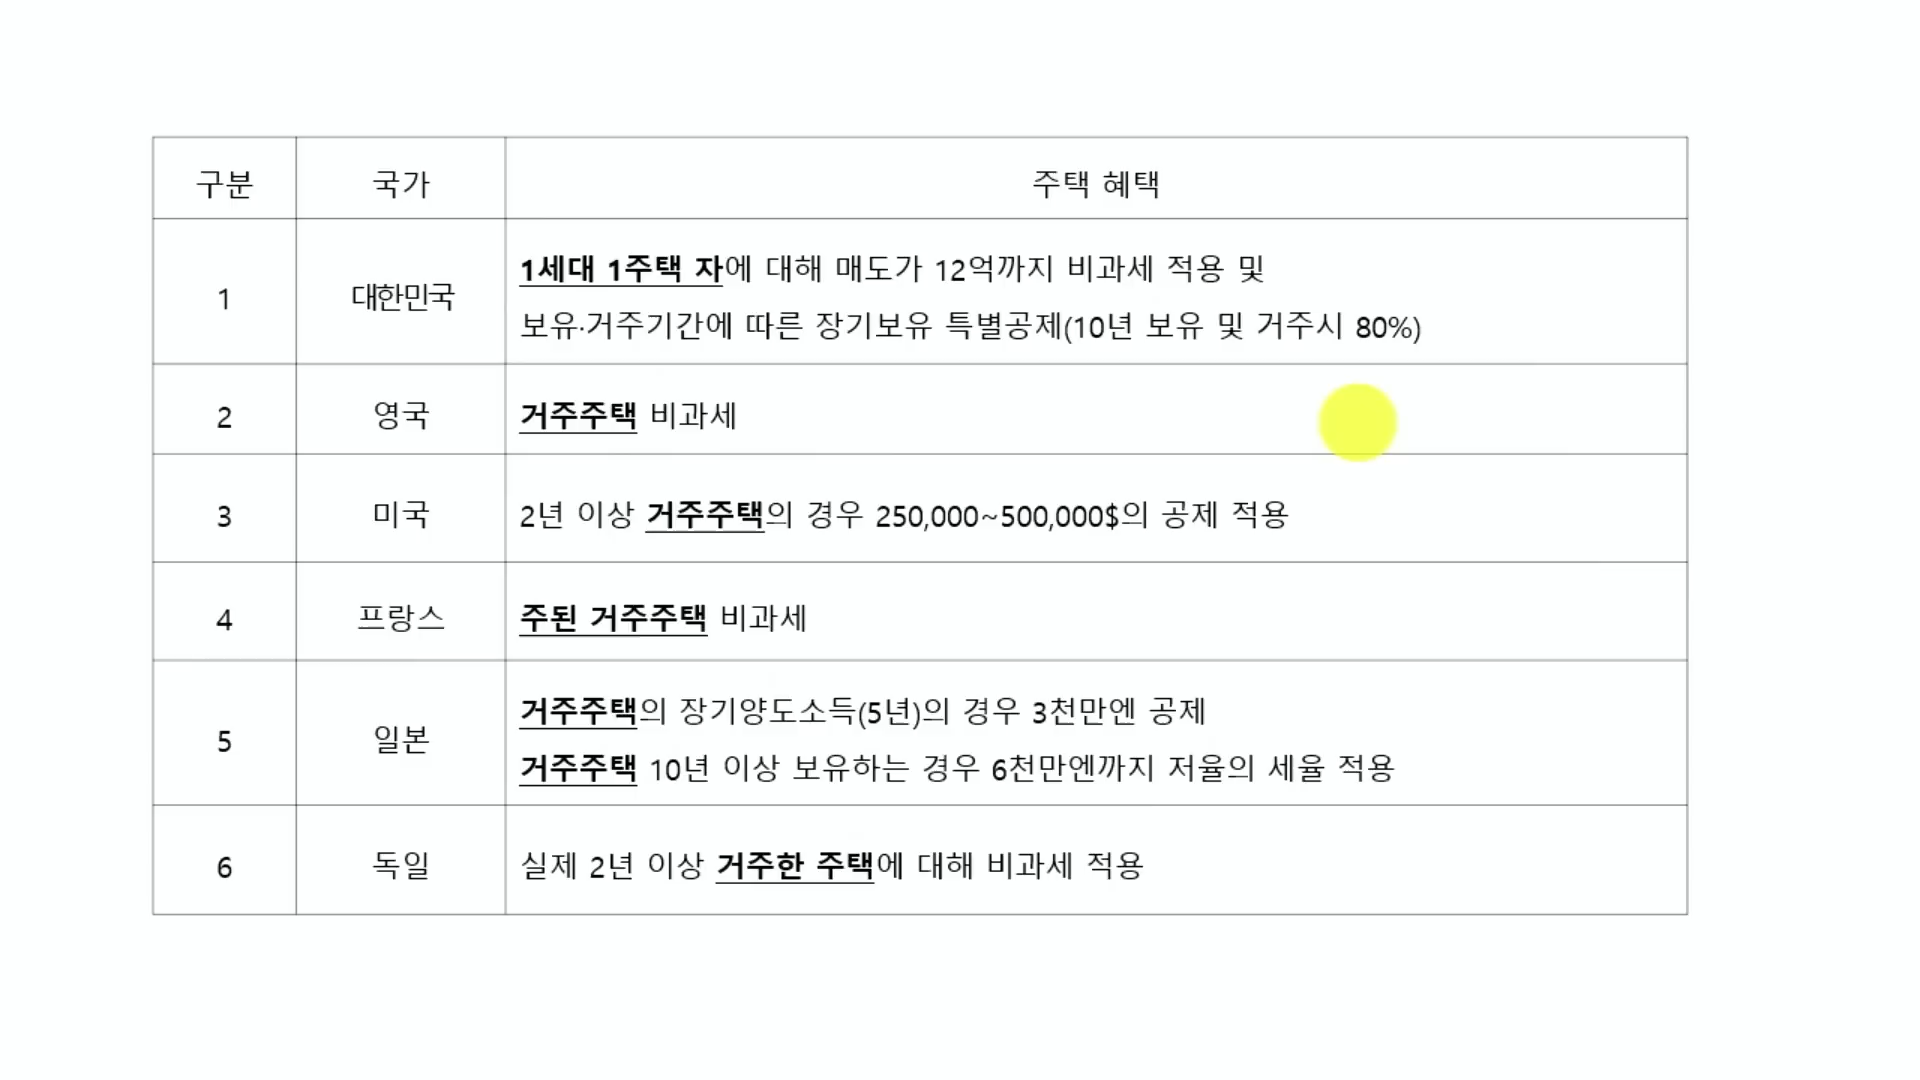 구분 국가 주택 혜택
1 대한민국 1세대 1주택 자에 대해 매도가 12억까지 비과세 적용 및
보유·거주기간에 따른 장기보유 특별공제(10년 보유 및 거주시 80%)
2 영국 거주주택 비과세
3 미국 2년 이상 거주주택의 경우 250,000~500,000$의 공제 적용
4 프랑스 주된 거주주택 비과세
5 일본 거주주택의 장기양도소득(5년)의 경우 3천만엔 공제
거주주택 10년 이상 보유하는 경우 6천만엔까지 저율의 세율 적용
6 독일 실제 2년 이상 거주한 주택에 대해 비과세 적용